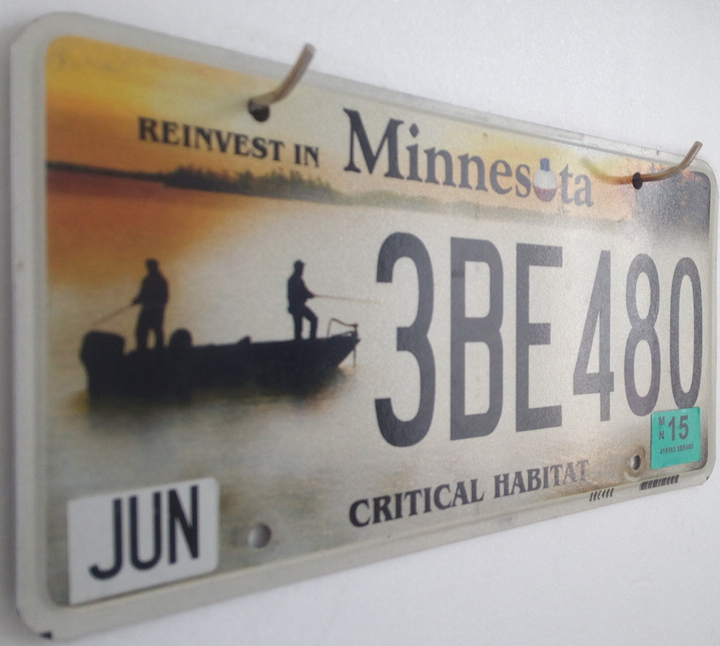 REINVEST IN Minnesota
3BE480
MN 15
CRITICAL HABITAT
JUN